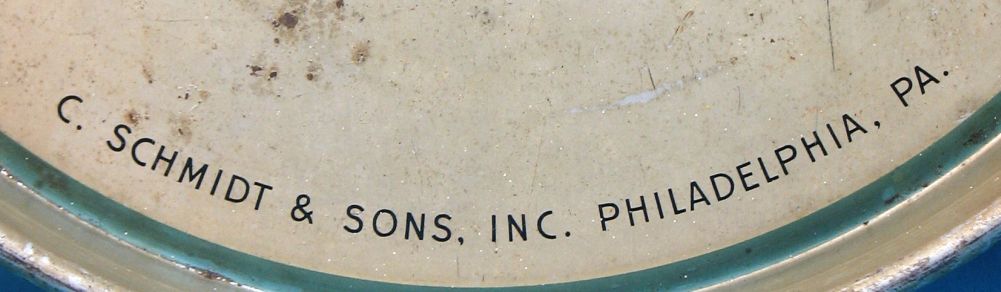 C. SCHMIDT & SONS, INC. PHILADELPHIA, PA.